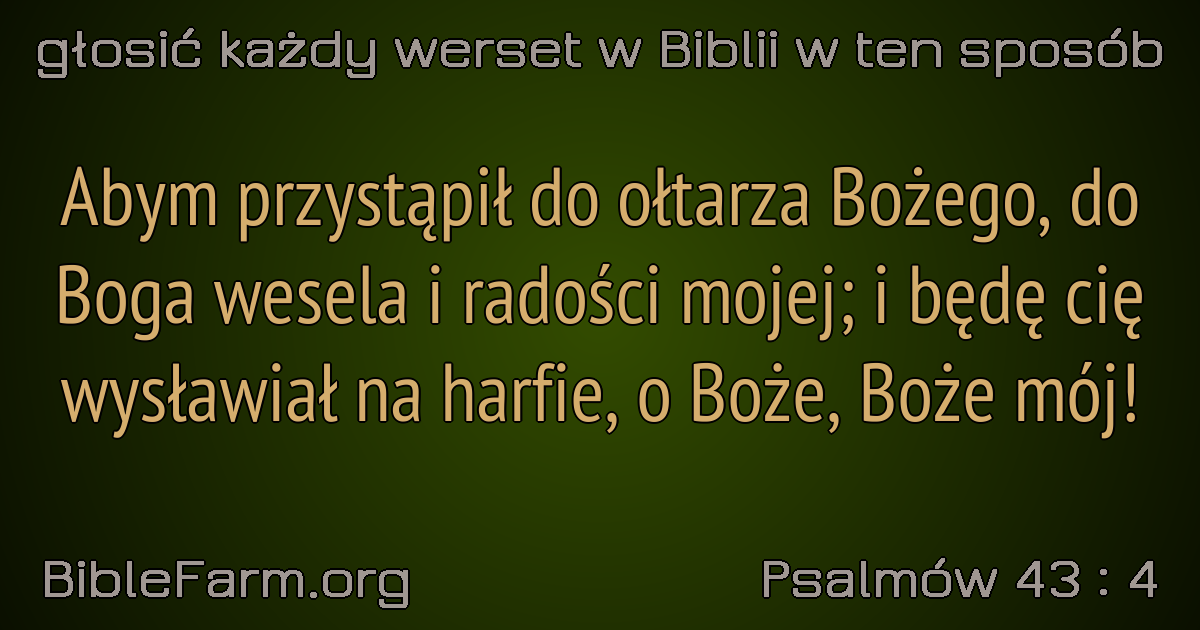 głosić każdy werset w Biblii w ten sposób
Abym przystąpił do ołtarza Bożego, do
Boga wesela i radości mojej; i będę cię
wysławiał na harfie, o Boże, Boże mój!
BibleFarm.org
Psalmów 43 : 4